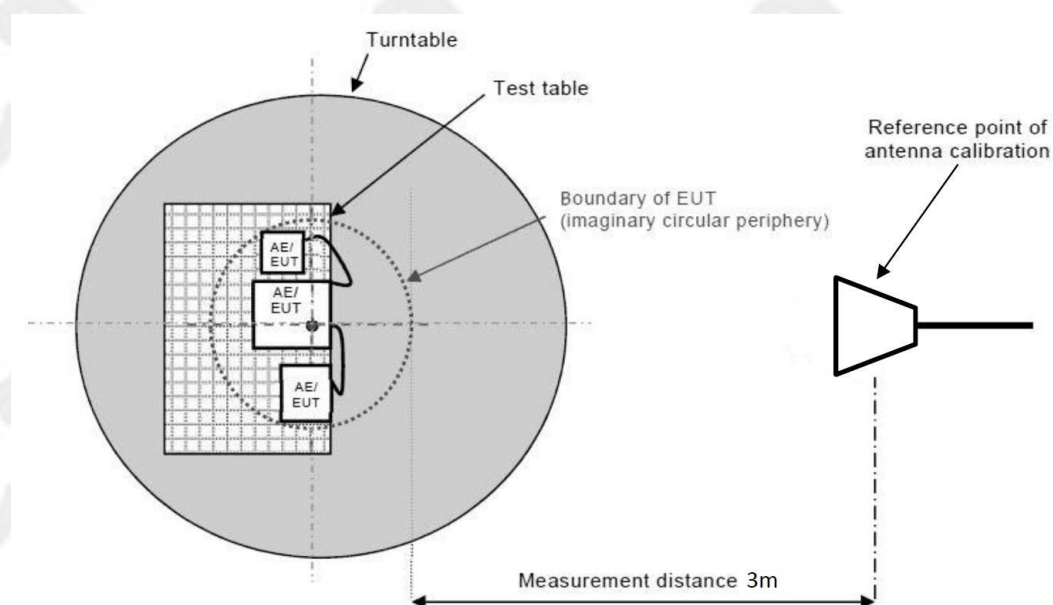 Turntable
Test table
Reference point of
antenna calibration
Boundary of EUT
(imaginary circular periphery)
AE/
EUT
AE/
EUT
AE/
EUT
Measurement distance 3m